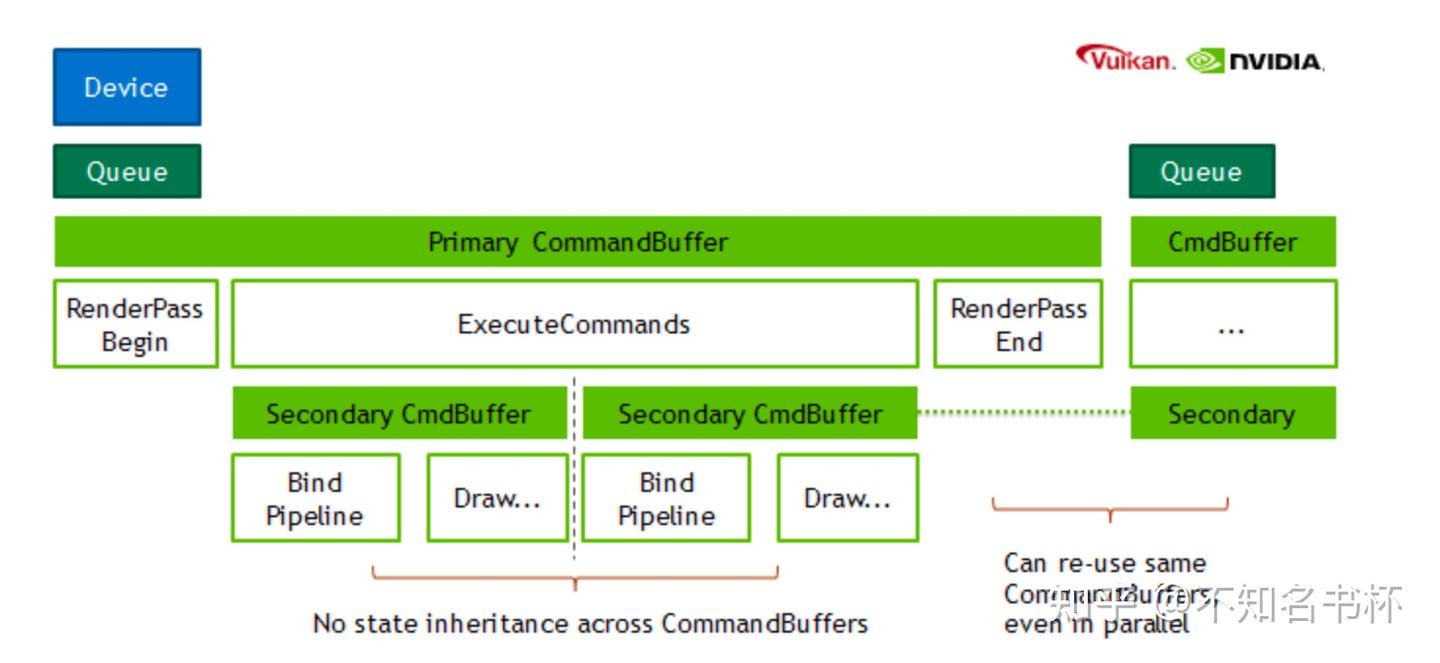 Device
Vulkan. NVIDIA.
Queue
Queue
Primary CommandBuffer
CmdBuffer
RenderPass
Begin
ExecuteCommands
RenderPass
End
...
Secondary CmdBuffer
Secondary CmdBuffer
Secondary
Bind
Pipeline
Draw...
Bind
Pipeline
Draw...
No state inheritance across CommandBuffers
Can re-use same
CommandBuffers,
even in parallel
知乎 @不知名书杯